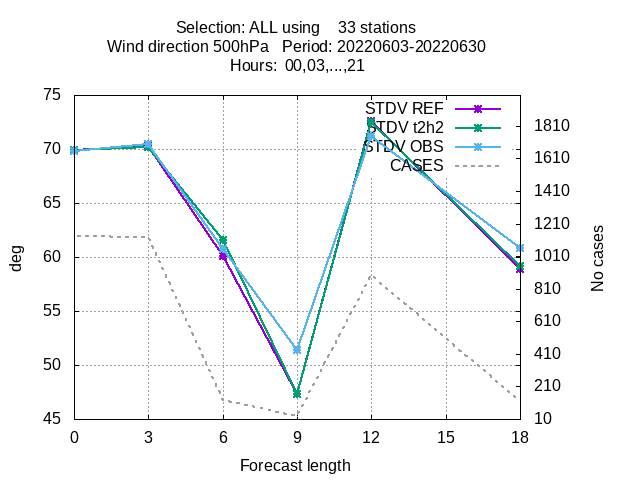 Selection: ALL using    33 stations
Wind direction 500hPa   Period: 20220603-20220630
Hours:  00,03,...,21
STDV REF
STDV t2h2
STDV OBS
CASES
75
70
65
60
55
50
45
deg
1810
1610
1410
1210
1010
810
610
410
210
10
No cases
0 3 6 9 12 15 18
Forecast length